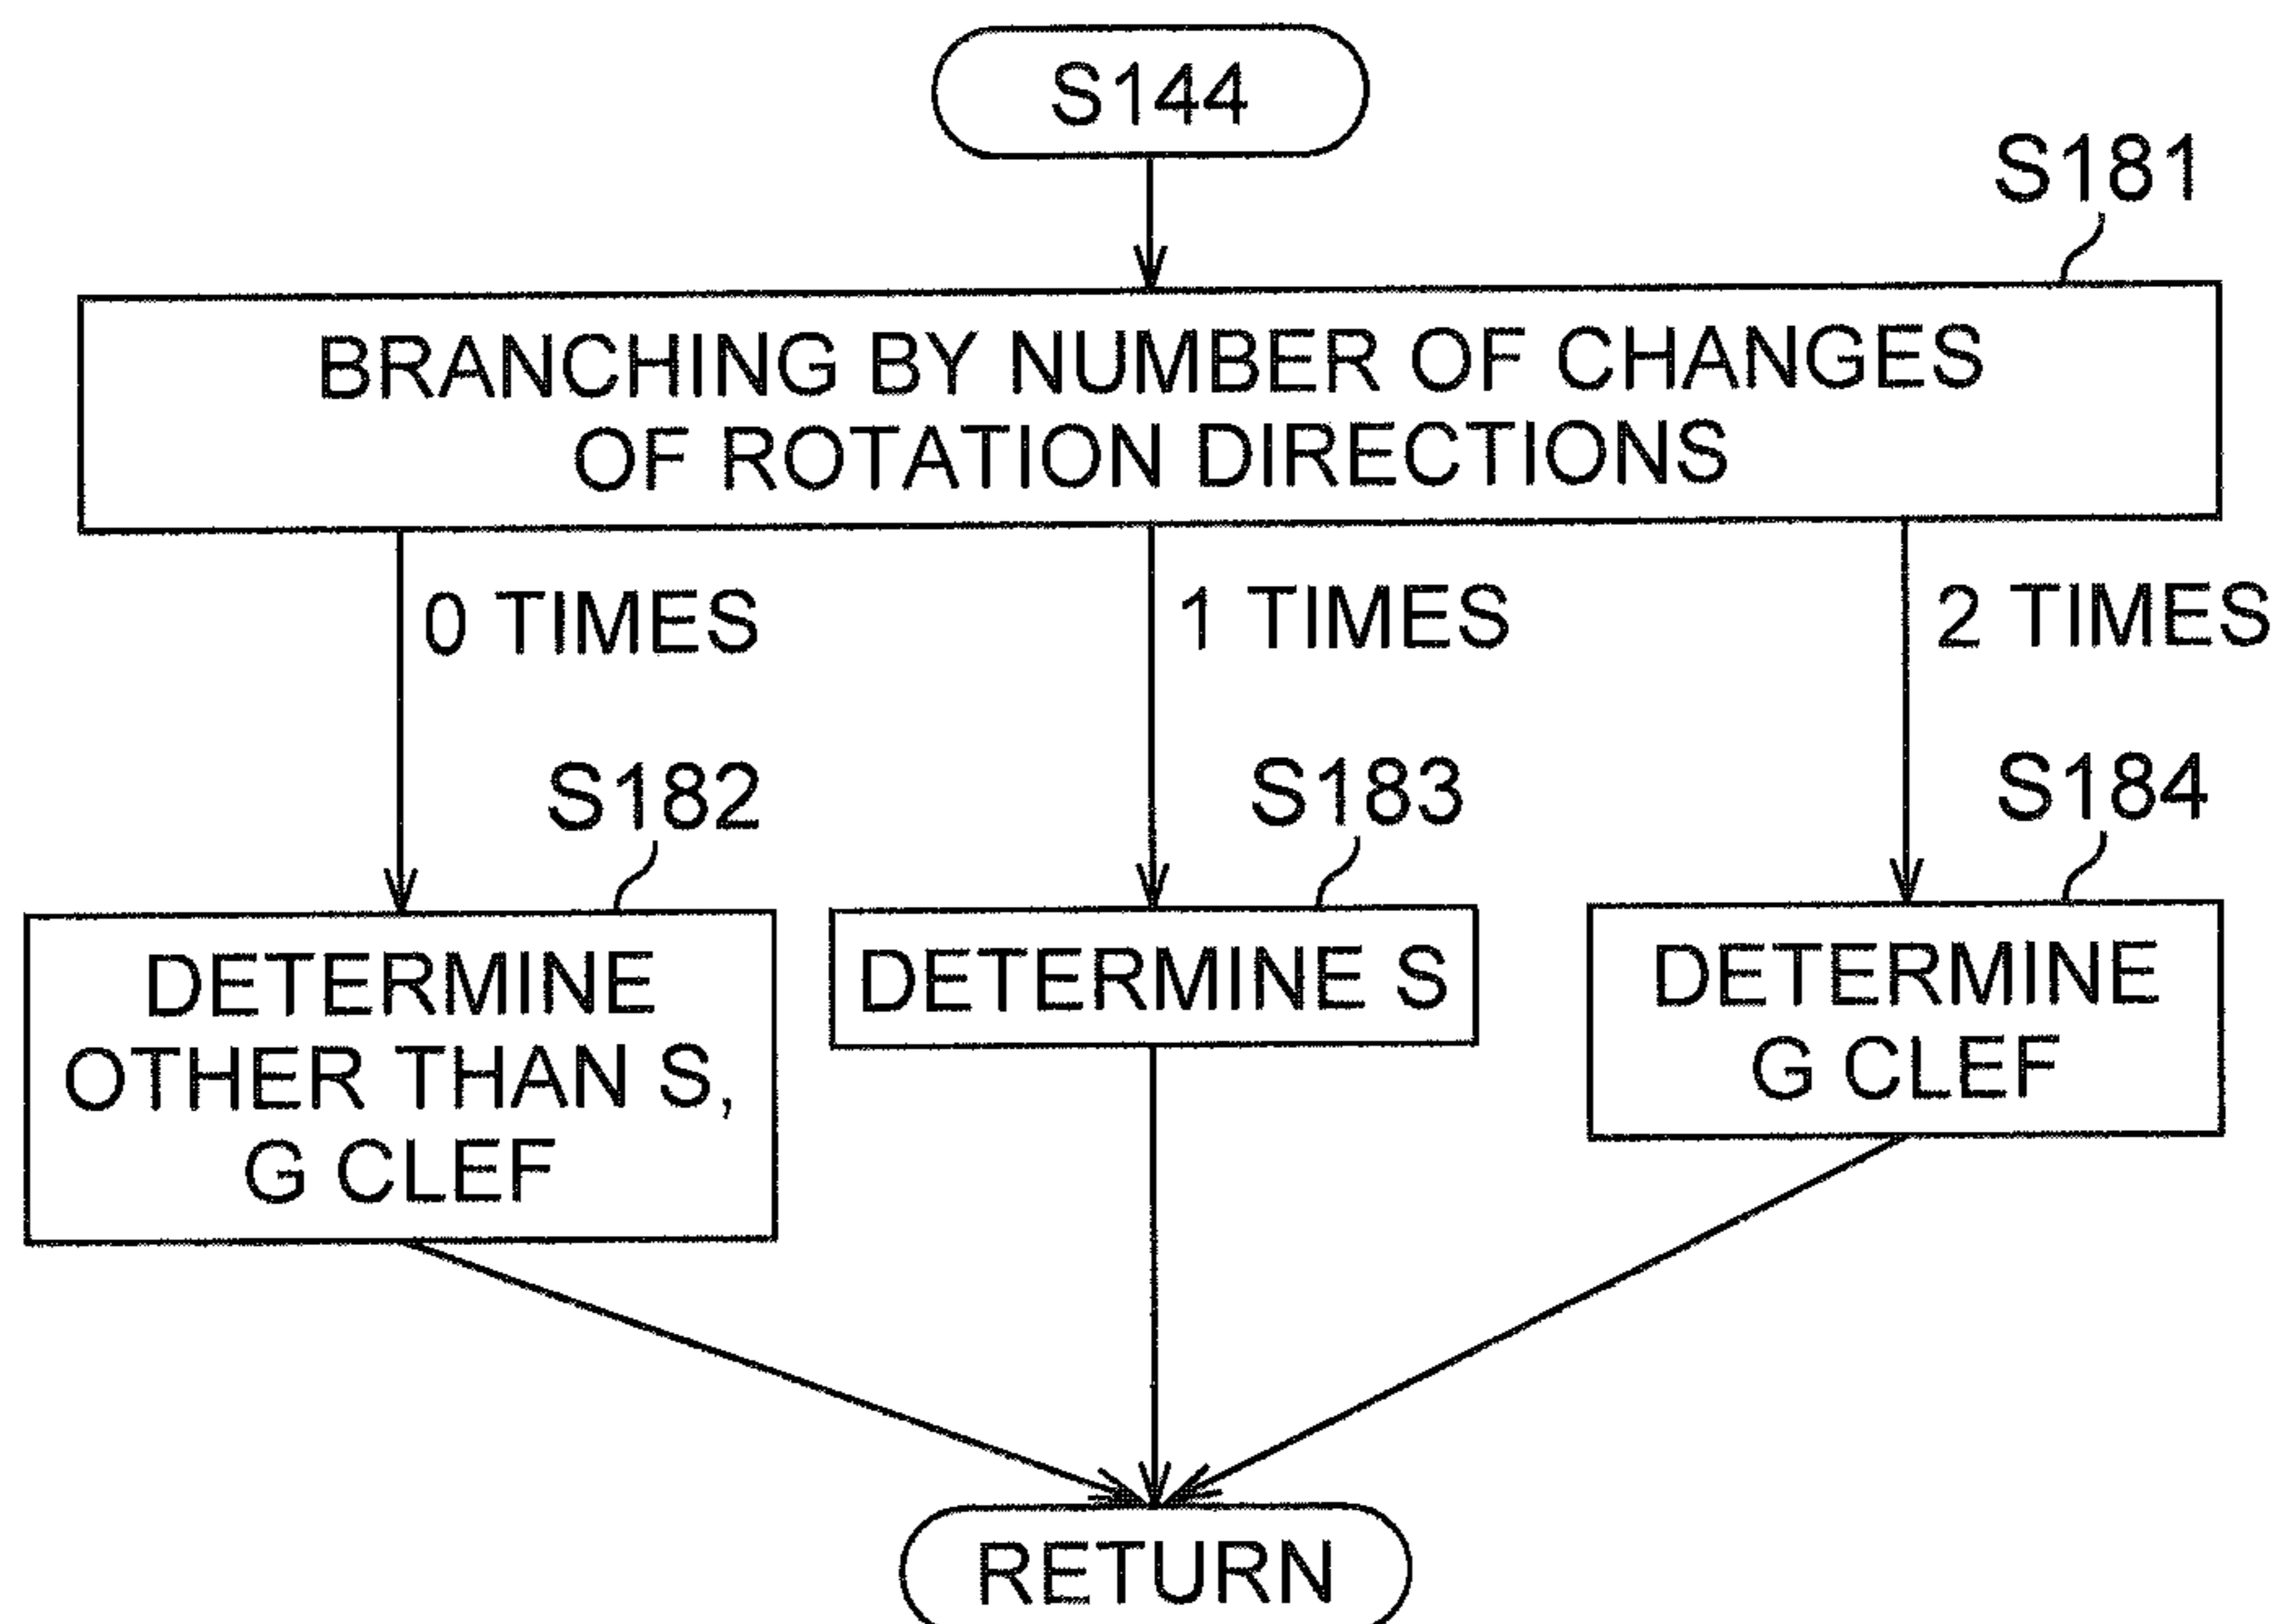 S144
S181
BRANCHING BY NUMBER OF CHANGES
OF ROTATION DIRECTIONS
0 TIMES
1 TIMES
2 TIMES
S182
S183
S184
DETERMINE
OTHER THAN S,
G CLEF
DETERMINE S
DETERMINE
G CLEF
RETURN